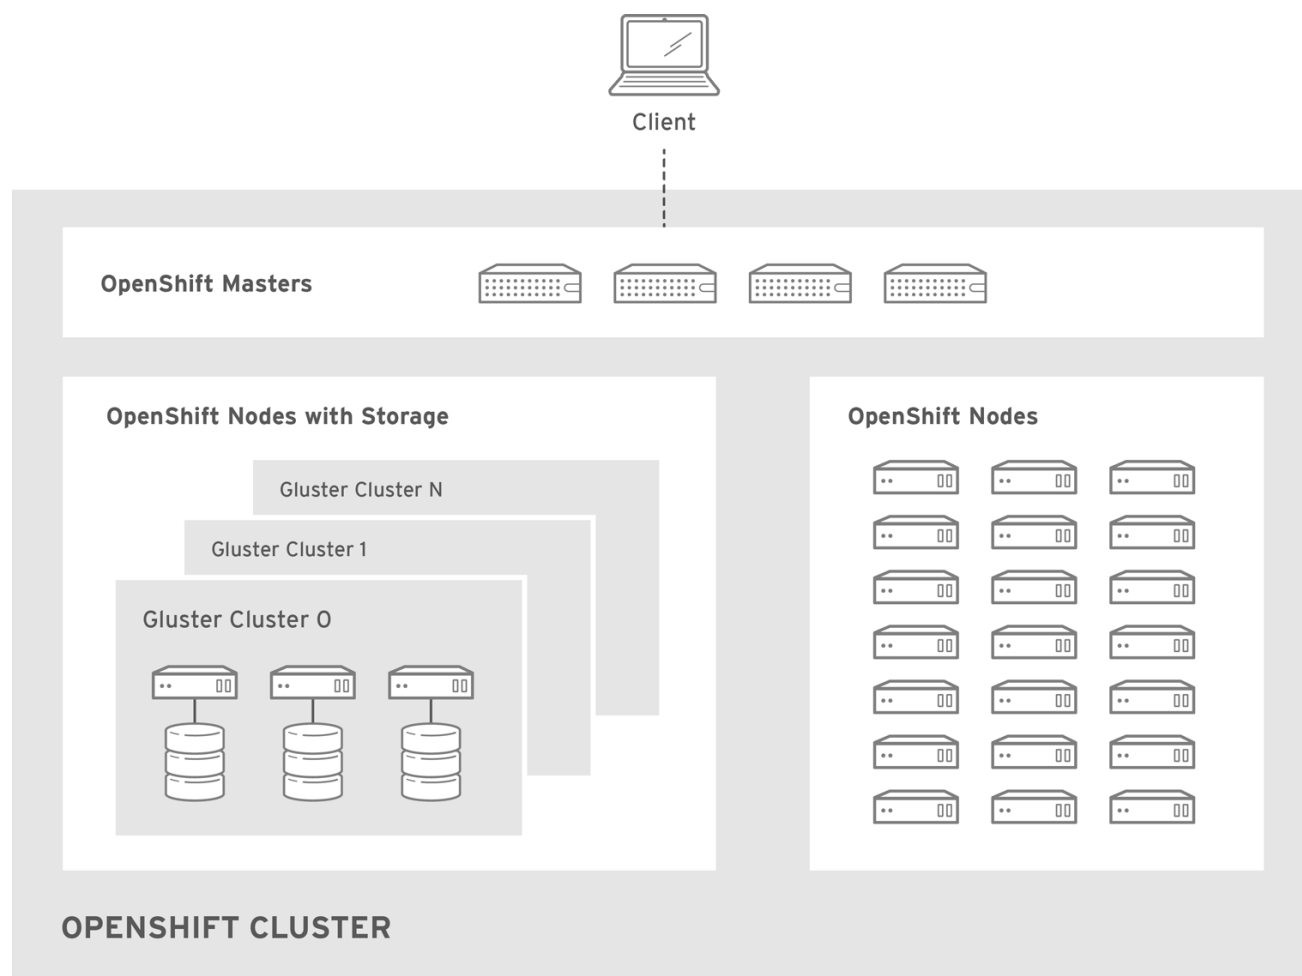 Client
OpenShift Masters
OpenShift Nodes with Storage
Gluster Cluster N
Gluster Cluster 1
Gluster Cluster 0
OpenShift Nodes
OPENSHIFT CLUSTER